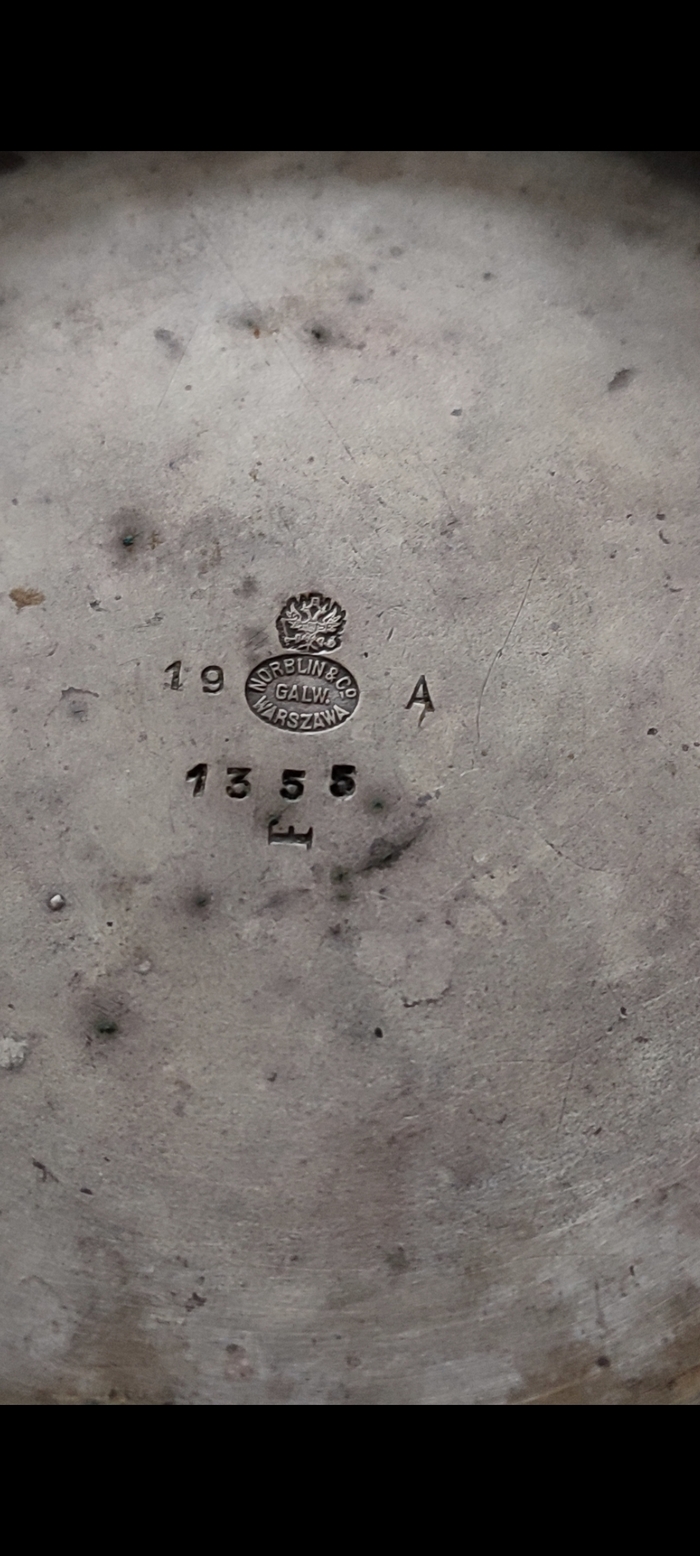 19
NORBLIN & Co
GALW.
WARSZAWA
A
1355
F